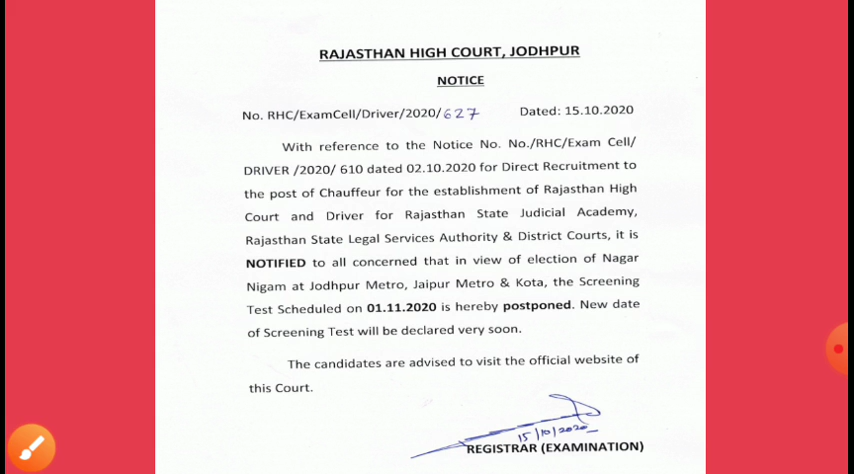 RAJASTHAN HIGH COURT, JODHPUR
NOTICE
No. RHC/ExamCell/Driver/2020/627 Dated: 15.10.2020
With reference to the Notice No. No./RHC/Exam Cell/
DRIVER /2020/ 610 dated 02.10.2020 for Direct Recruitment to
the post of Chauffeur for the establishment of Rajasthan High
Court and Driver for Rajasthan State Judicial Academy,
Rajasthan State Legal Services Authority & District Courts, it is
NOTIFIED to all concerned that in view of election of Nagar
Nigam at Jodhpur Metro, Jaipur Metro & Kota, the Screening
Test Scheduled on 01.11.2020 is hereby postponed. New date
of Screening Test will be declared very soon.
The candidates are advised to visit the official website of
this Court.
15/10/2020
REGISTRAR (EXAMINATION)